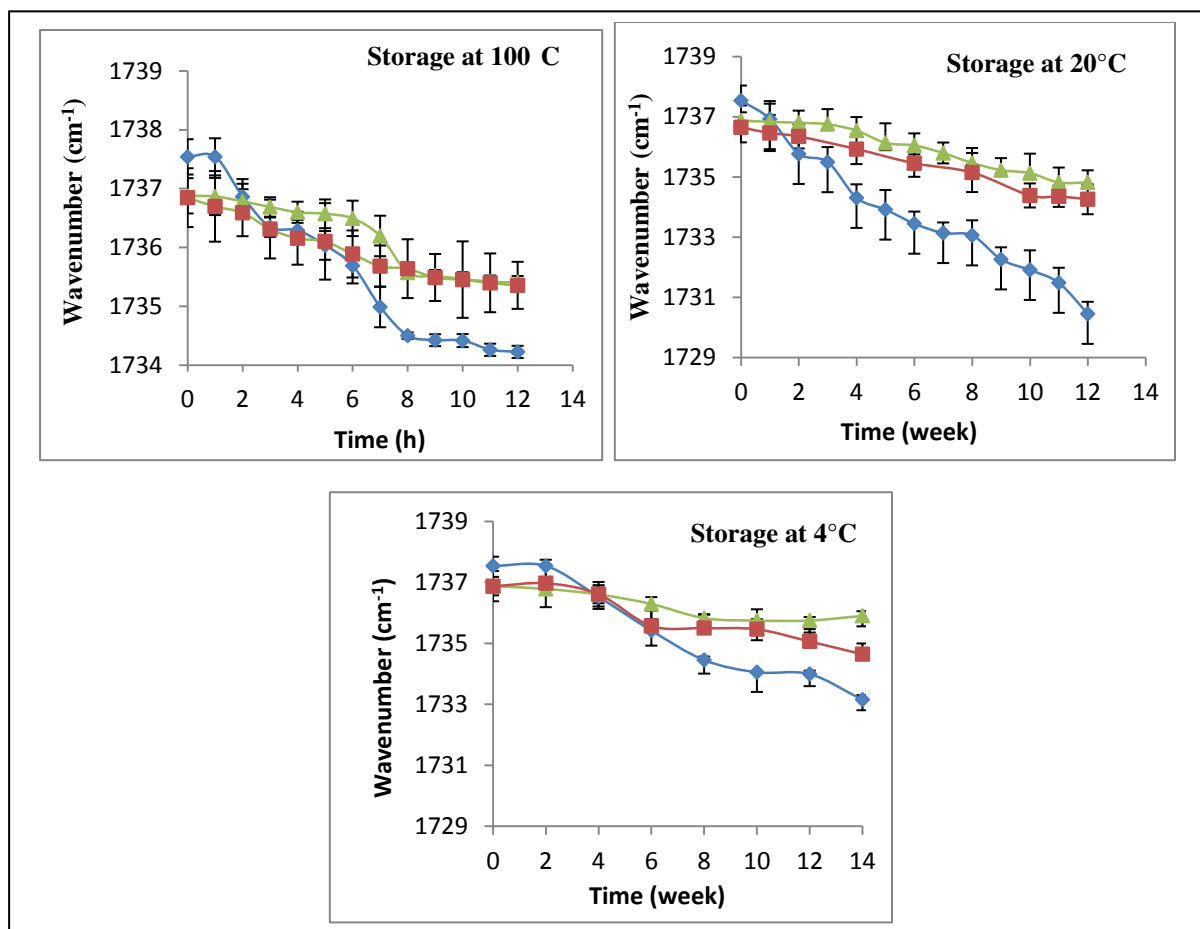 Storage at 100 C
Wavenumber (cm-1)
1739
1738
1737
1736
1735
1734
0 2 4 6 8 10 12 14
Time (h)
Storage at 20°C
Wavenumber (cm-1)
1739
1737
1735
1733
1731
1729
0 2 4 6 8 10 12 14
Time (week)
Storage at 4°C
Wavenumber (cm-1)
1739
1737
1735
1733
1731
1729
0 2 4 6 8 10 12 14
Time (week)